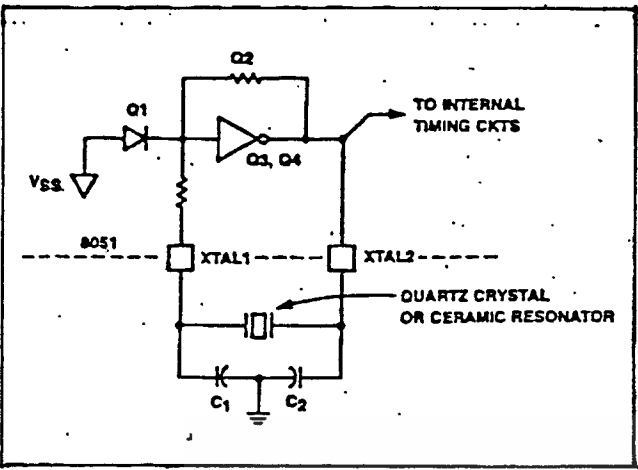 Q2
Q1
TO INTERNAL
TIMING CKTS
Q3, Q4
VSS
8051
XTAL1
XTAL2
QUARTZ CRYSTAL
OR CERAMIC RESONATOR
C1
C2